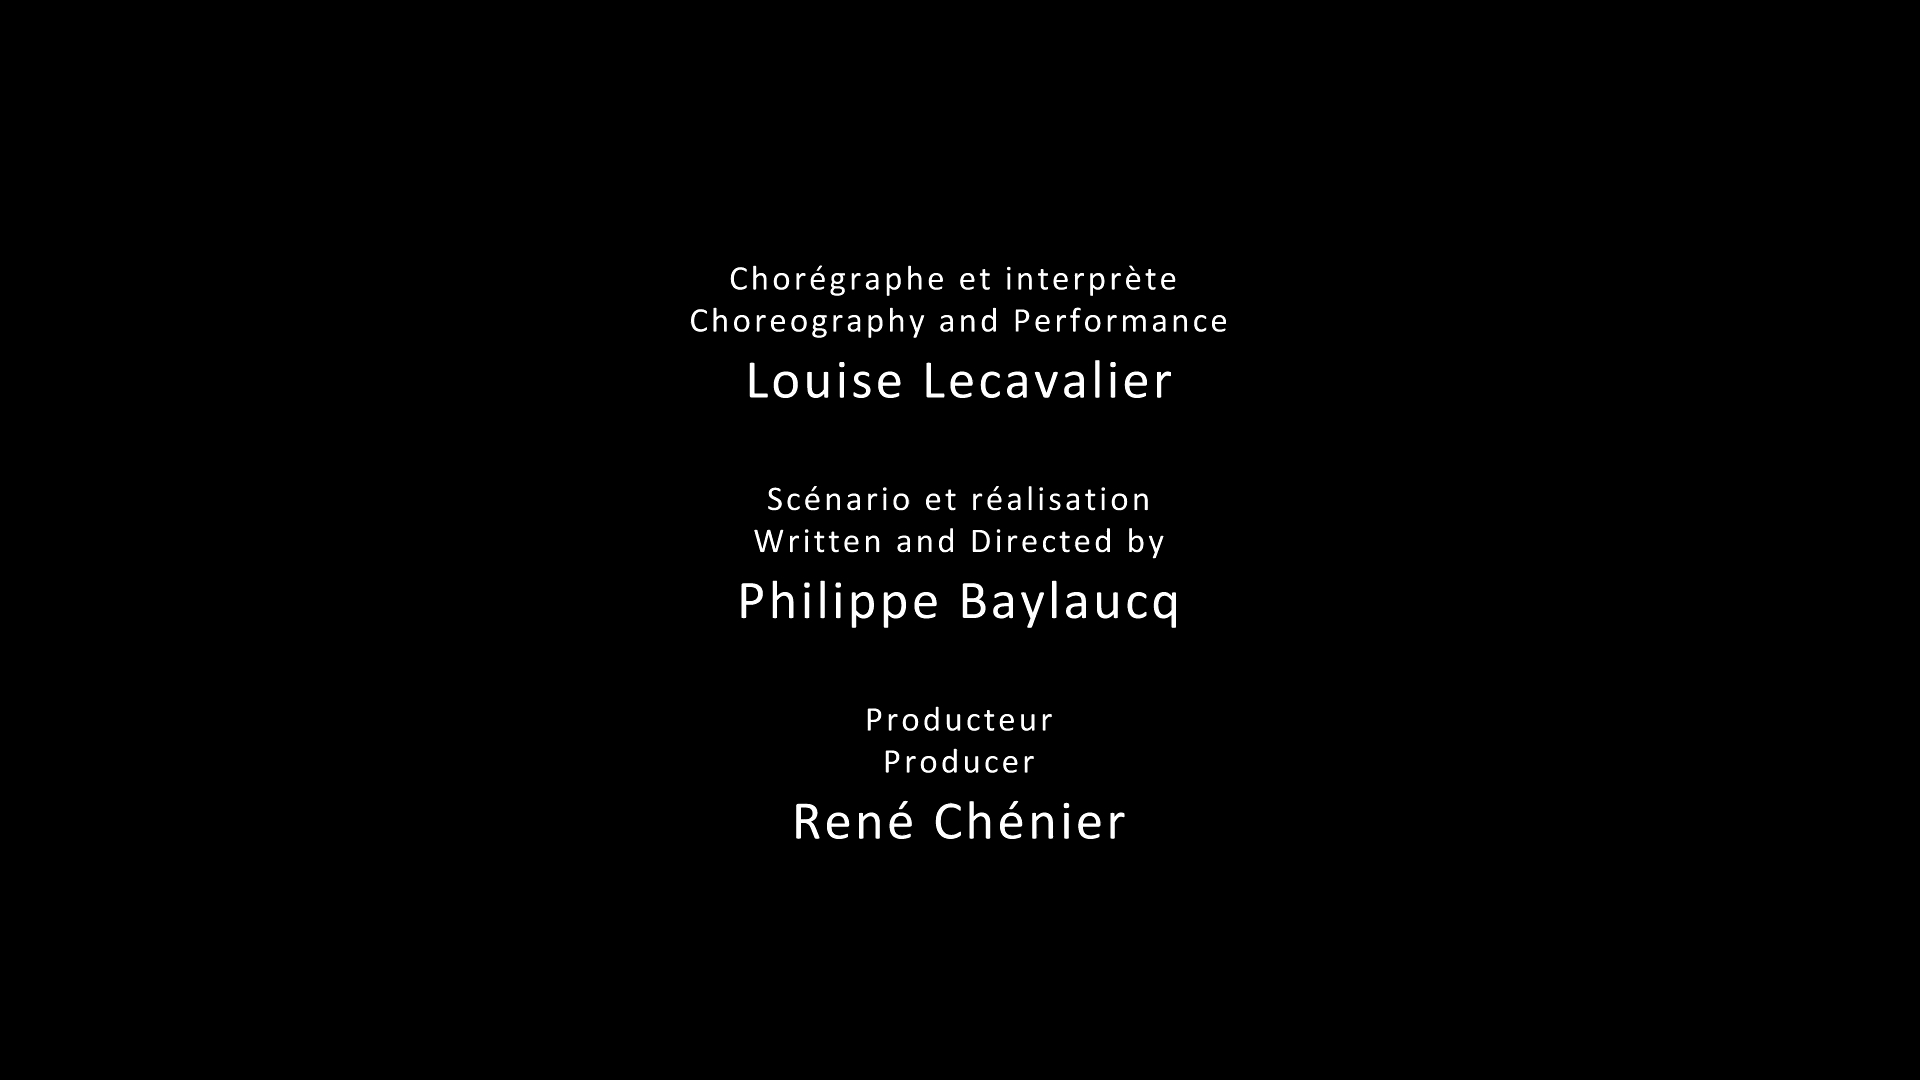 Chorégraphe et interprète
Choreography and Performance
Louise Lecavalier
Scénario et réalisation
Written and Directed by
Philippe Baylaucq
Producteur
Producer
René Chénier